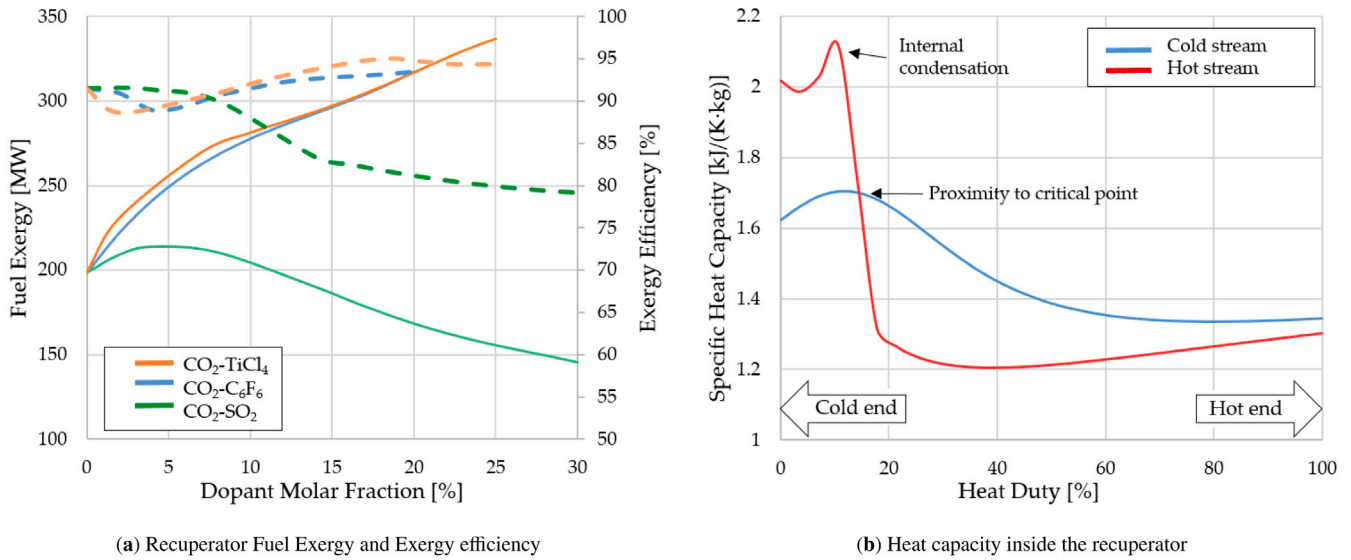 350
300
250
200
150
100
100
95
90
85
80
75
70
65
60
55
50
0 5 10 15 20 25 30
Fuel Exergy [MW]
Exergy Efficiency [%]
Dopant Molar Fraction [%]
CO₂-TiCl₄
CO₂-C₆F₆
CO₂-SO₂
(a) Recuperator Fuel Exergy and Exergy efficiency
2.2
2
1.8
1.6
1.4
1.2
1
0 20 40 60 80 100
Specific Heat Capacity [kJ/(K·kg)]
Heat Duty [%]
Internal
condensation
Cold stream
Hot stream
Proximity to critical point
Cold end
Hot end
(b) Heat capacity inside the recuperator